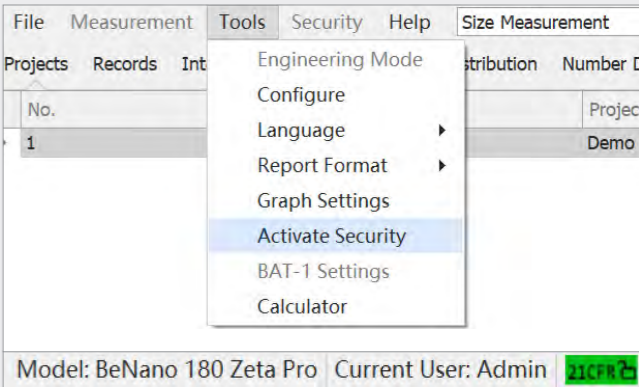 File Measurement Tools Security Help Size Measurement
Projects Records Int stribution Number D
No. Projec
1 Demo
Engineering Mode
Configure
Language
Report Format
Graph Settings
Activate Security
BAT-1 Settings
Calculator
Model: BeNano 180 Zeta Pro Current User: Admin 21CFR